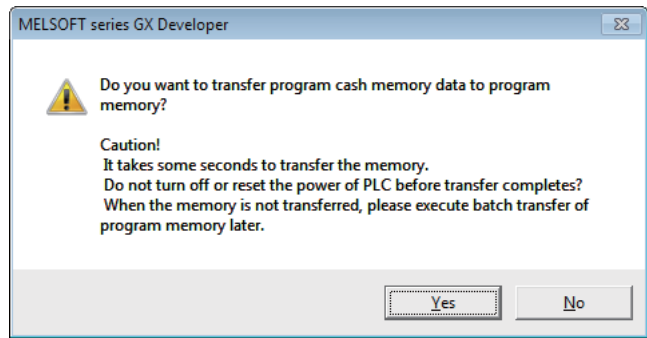 MELSOFT series GX Developer
Do you want to transfer program cash memory data to program
memory?
Caution!
It takes some seconds to transfer the memory.
Do not turn off or reset the power of PLC before transfer completes?
When the memory is not transferred, please execute batch transfer of
program memory later.
Yes
No